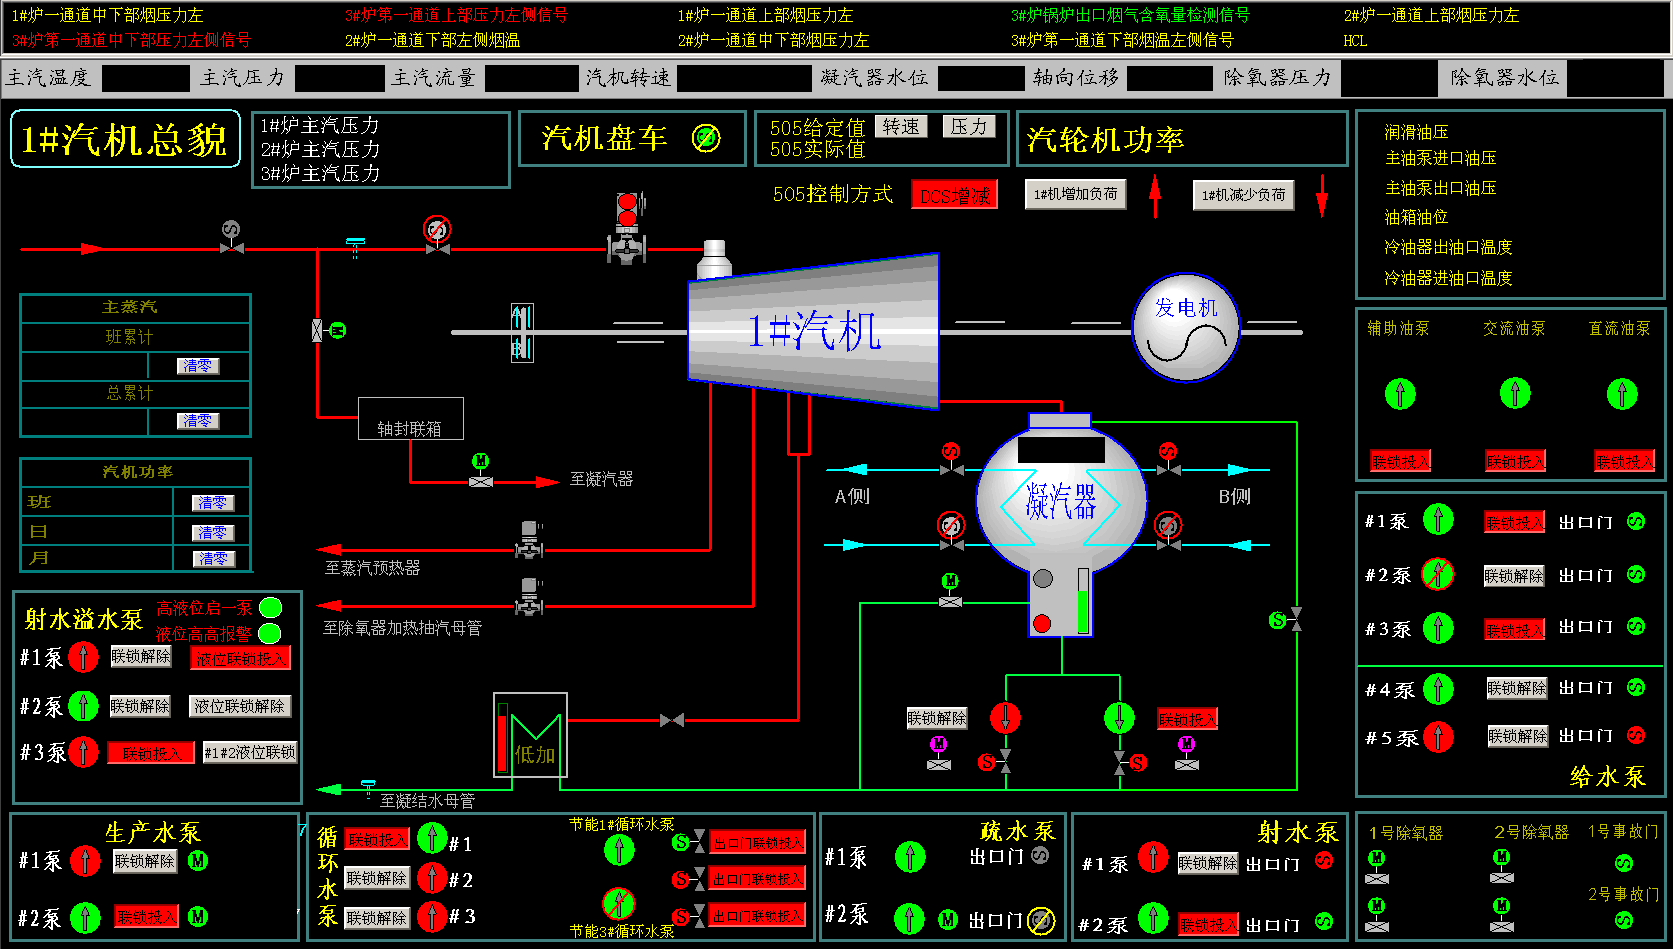 1#炉一通道中下部烟压力左 3#炉第一通道上部压力左侧信号 1#炉一通道上部烟压力左 3#炉锅炉出口烟气含氧量检测信号 2#炉一通道上部烟压力左
3#炉第一通道中下部压力左侧信号 2#炉一通道下部左侧烟温 2#炉一通道中下部烟压力左 3#炉第一通道下部烟温左侧信号 HCL
主汽温度 主汽压力 主汽流量 汽机转速 凝汽器水位 轴向位移 除氧器压力 除氧器水位
1#汽机总貌
1#炉主汽压力
2#炉主汽压力
3#炉主汽压力
汽机盘车
505给定值 转速 压力
505实际值
汽轮机功率
505控制方式 DCS增减 1#机增加负荷 1#机减少负荷
润滑油压
主油泵进口油压
主油泵出口油压
油箱油位
冷油器出油口温度
冷油器进油口温度
主蒸汽
班累计
清零
总累计
清零
汽机功率
班 清零
日 清零
月 清零
1#汽机
发电机
轴封联箱
M
至凝汽器
至蒸汽预热器
至除氧器加热抽汽母管
A侧
B侧
凝汽器
S S
M
S
低加
至凝结水母管
联锁解除 联锁投入
M M
S S
辅助油泵 交流油泵 直流油泵
联锁投入 联锁投入 联锁投入
#1泵 联锁投入 出口门
#2泵 联锁解除 出口门
#3泵 联锁投入 出口门
#4泵 联锁解除 出口门
#5泵 联锁解除 出口门
给水泵
射水溢水泵
高液位启一泵
液位高高报警
#1泵 联锁解除 液位联锁投入
#2泵 联锁解除 液位联锁解除
#3泵 联锁投入 #1#2液位联锁
生产水泵
#1泵 联锁解除 M
#2泵 联锁投入 M
7
循环水泵
联锁投入 #1
联锁解除 #2
联锁解除 #3
节能1#循环水泵
节能3#循环水泵
S 出口门联锁投入
S 出口门联锁投入
S 出口门联锁投入
疏水泵
#1泵 出口门
#2泵 M 出口门
射水泵
#1泵 联锁解除 出口门
#2泵 联锁投入 出口门
1号除氧器 2号除氧器 1号事故门
M M
2号事故门
M M